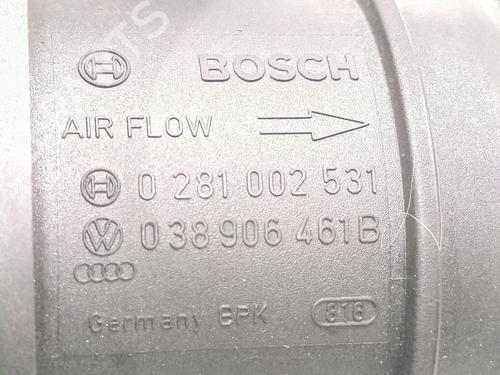 BOSCH
AIR FLOW
0 281 002 531
038 906 461B
Germany BPK 816